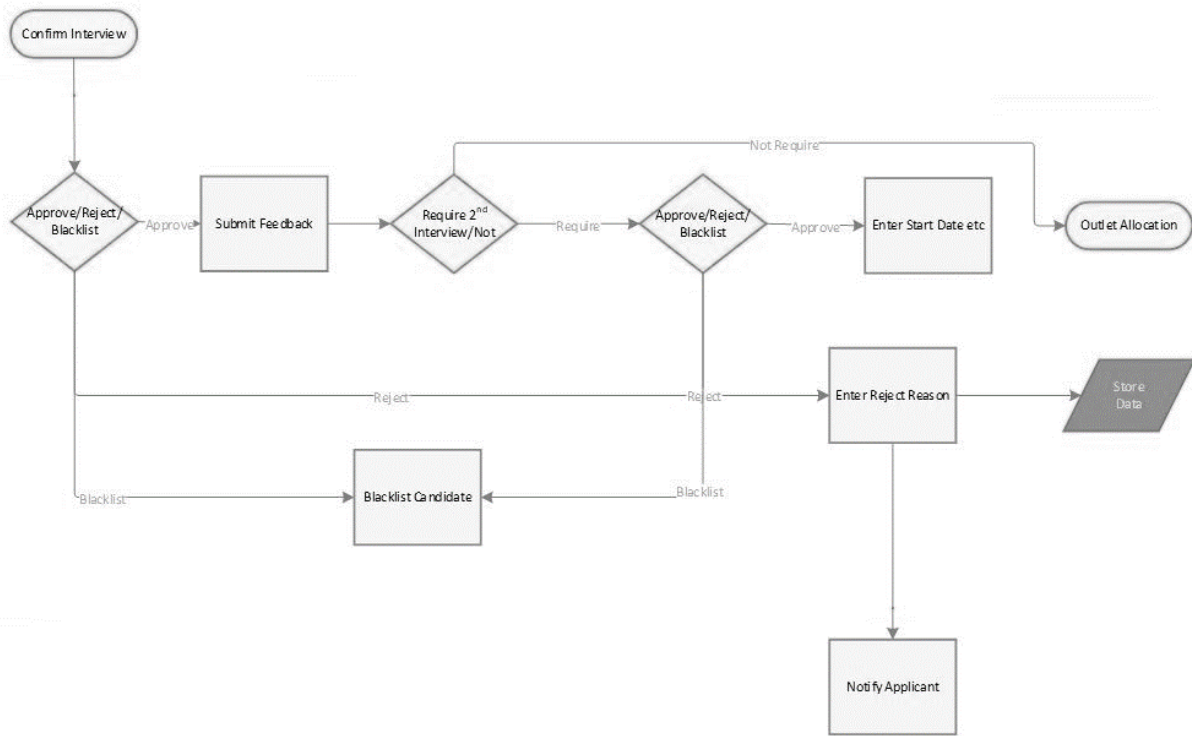 Confirm Interview
Not Require
Approve/Reject/
Blacklist
Approve
Submit Feedback
Require 2nd
Interview/Not
Require
Approve/Reject/
Blacklist
Approve
Enter Start Date etc
Outlet Allocation
Reject
Reject
Enter Reject Reason
Store
Data
Blacklist
Blacklist Candidate
Blacklist
Notify Applicant